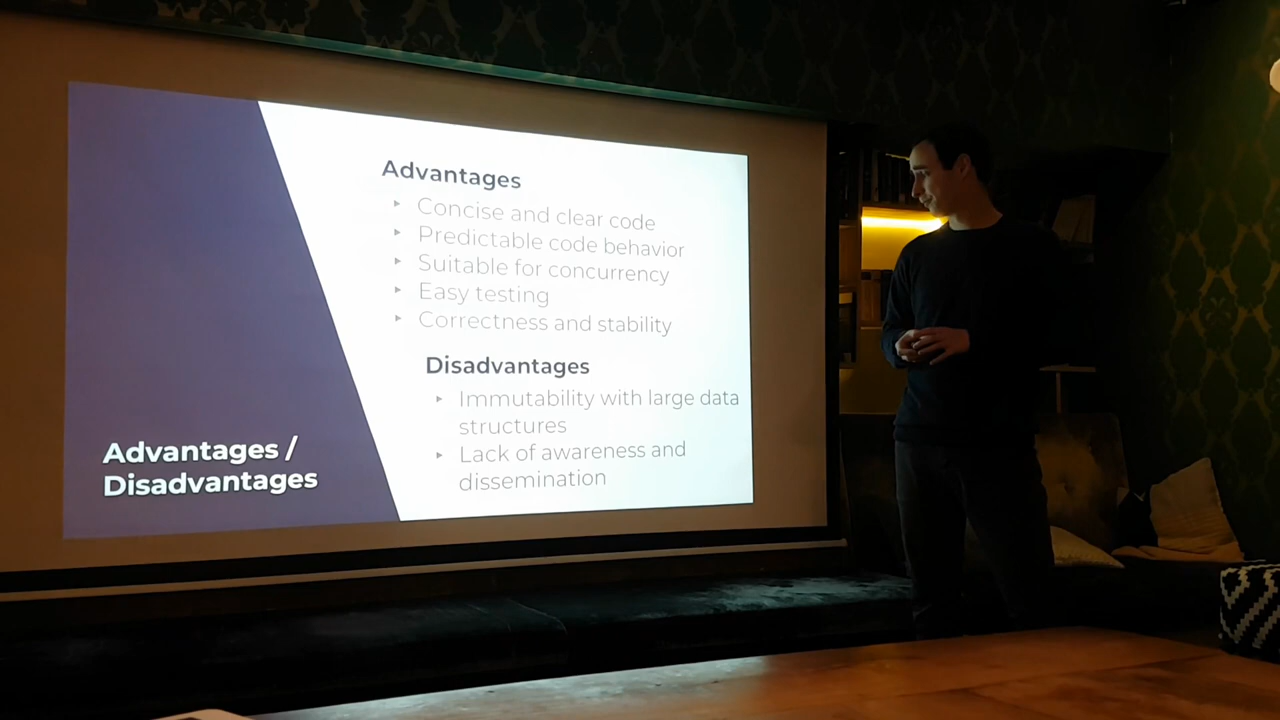 Advantages
Concise and clear code
Predictable code behavior
Suitable for concurrency
Easy testing
Correctness and stability
Disadvantages
Immutability with large data
structures
Lack of awareness and
dissemination
Advantages /
Disadvantages